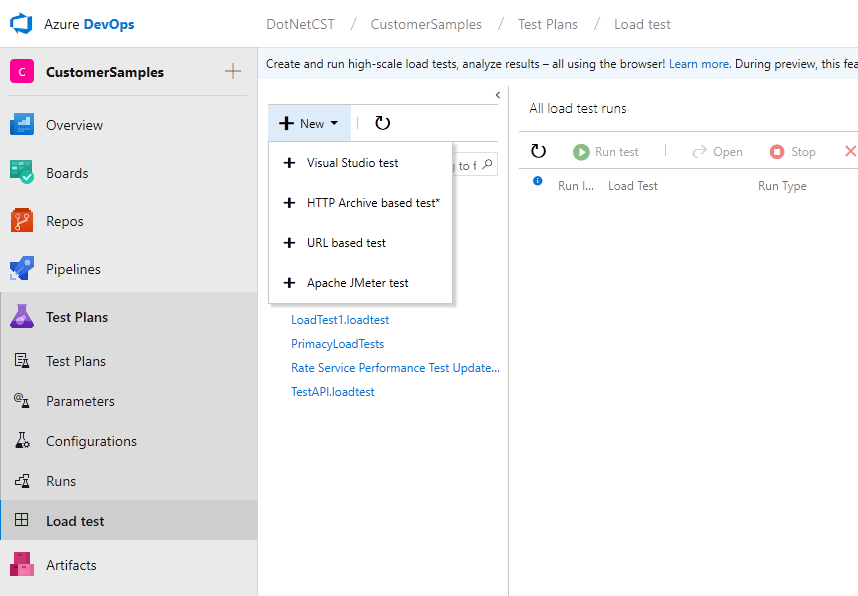 Azure DevOps
DotNetCST / CustomerSamples / Test Plans / Load test
C CustomerSamples
Overview
Boards
Repos
Pipelines
Test Plans
Test Plans
Parameters
Configurations
Runs
Load test
Artifacts
Create and run high-scale load tests, analyze results – all using the browser! Learn more. During preview, this fea
New
Visual Studio test
HTTP Archive based test*
URL based test
Apache JMeter test
LoadTest1.loadtest
PrimacyLoadTests
Rate Service Performance Test Update...
TestAPI.loadtest
All load test runs
Run test Open Stop
Run I... Load Test Run Type